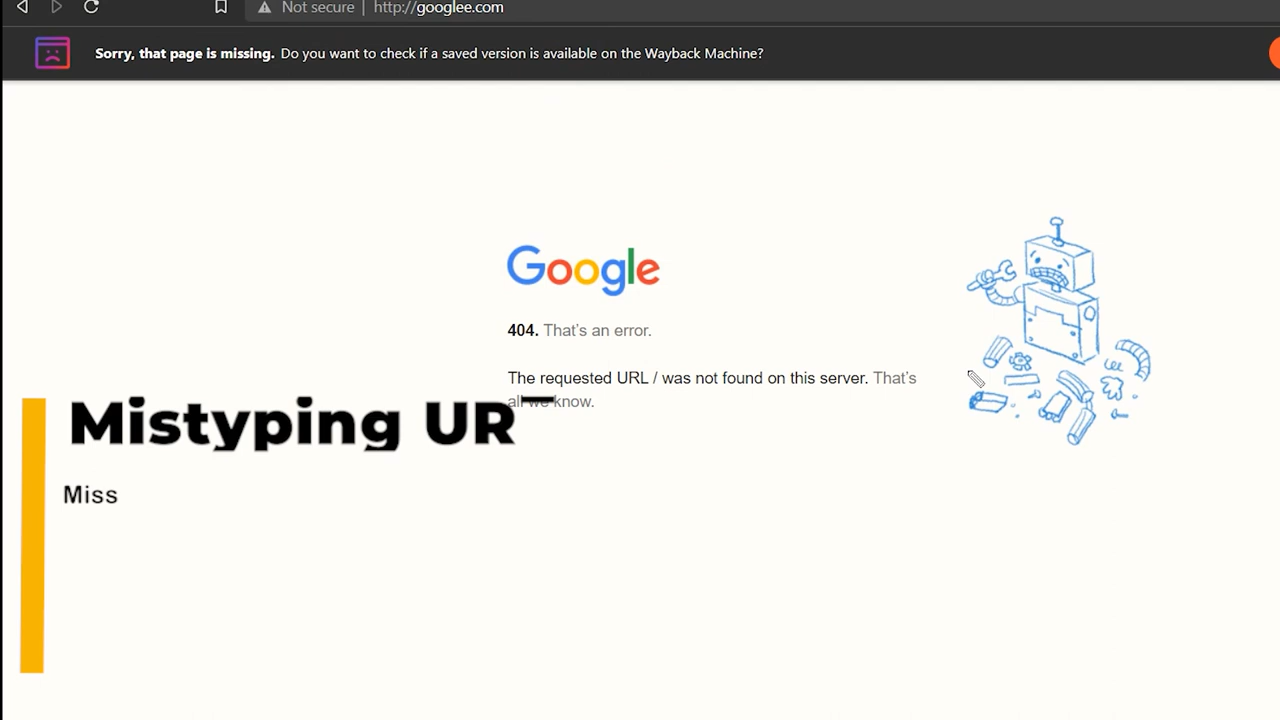 Not secure | http://googlee.com
Sorry, that page is missing. Do you want to check if a saved version is available on the Wayback Machine?
Google
404. That's an error.
The requested URL / was not found on this server. That's
all we know.
Mistyping UR
Miss